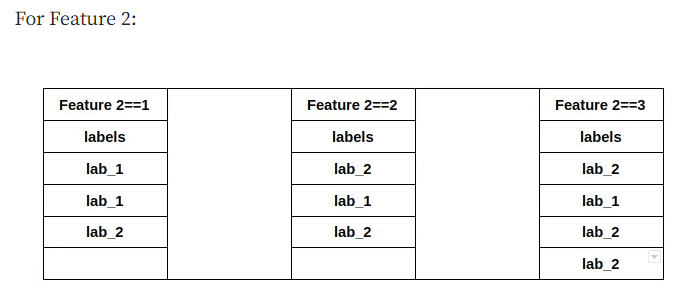 For Feature 2:
Feature 2==1 Feature 2==2 Feature 2==3
labels labels labels
lab_1 lab_2 lab_2
lab_1 lab_1 lab_1
lab_2 lab_2 lab_2
lab_2